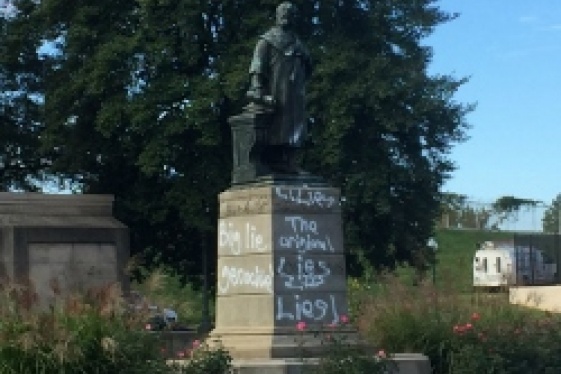 Big lie
genocide!
Lies
The
original
Lies
Lies!